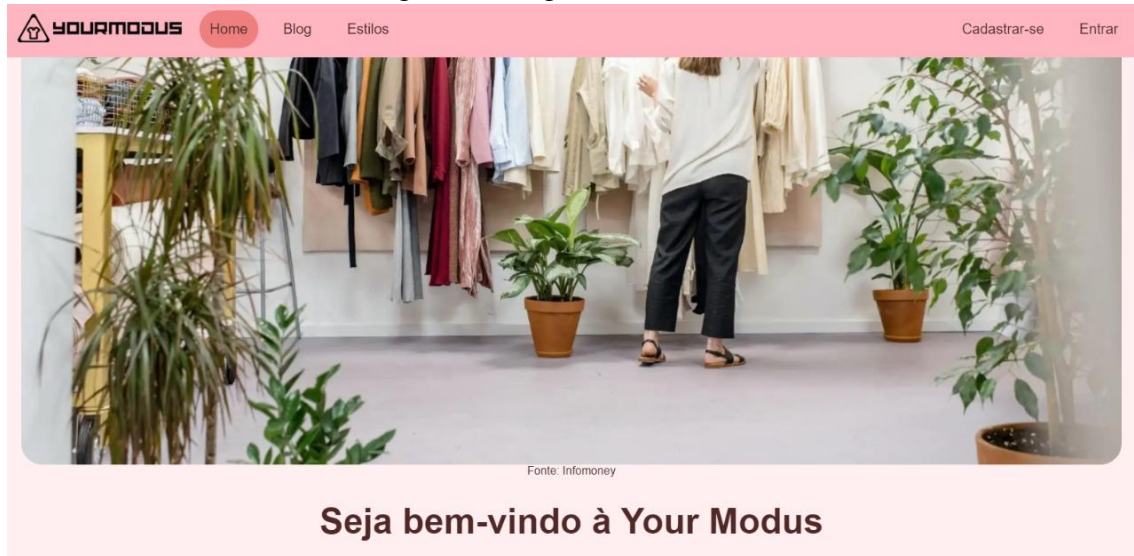 YOURMODUS Home Blog Estilos Cadastrar-se Entrar
Fonte: Infomoney
Seja bem-vindo à Your Modus